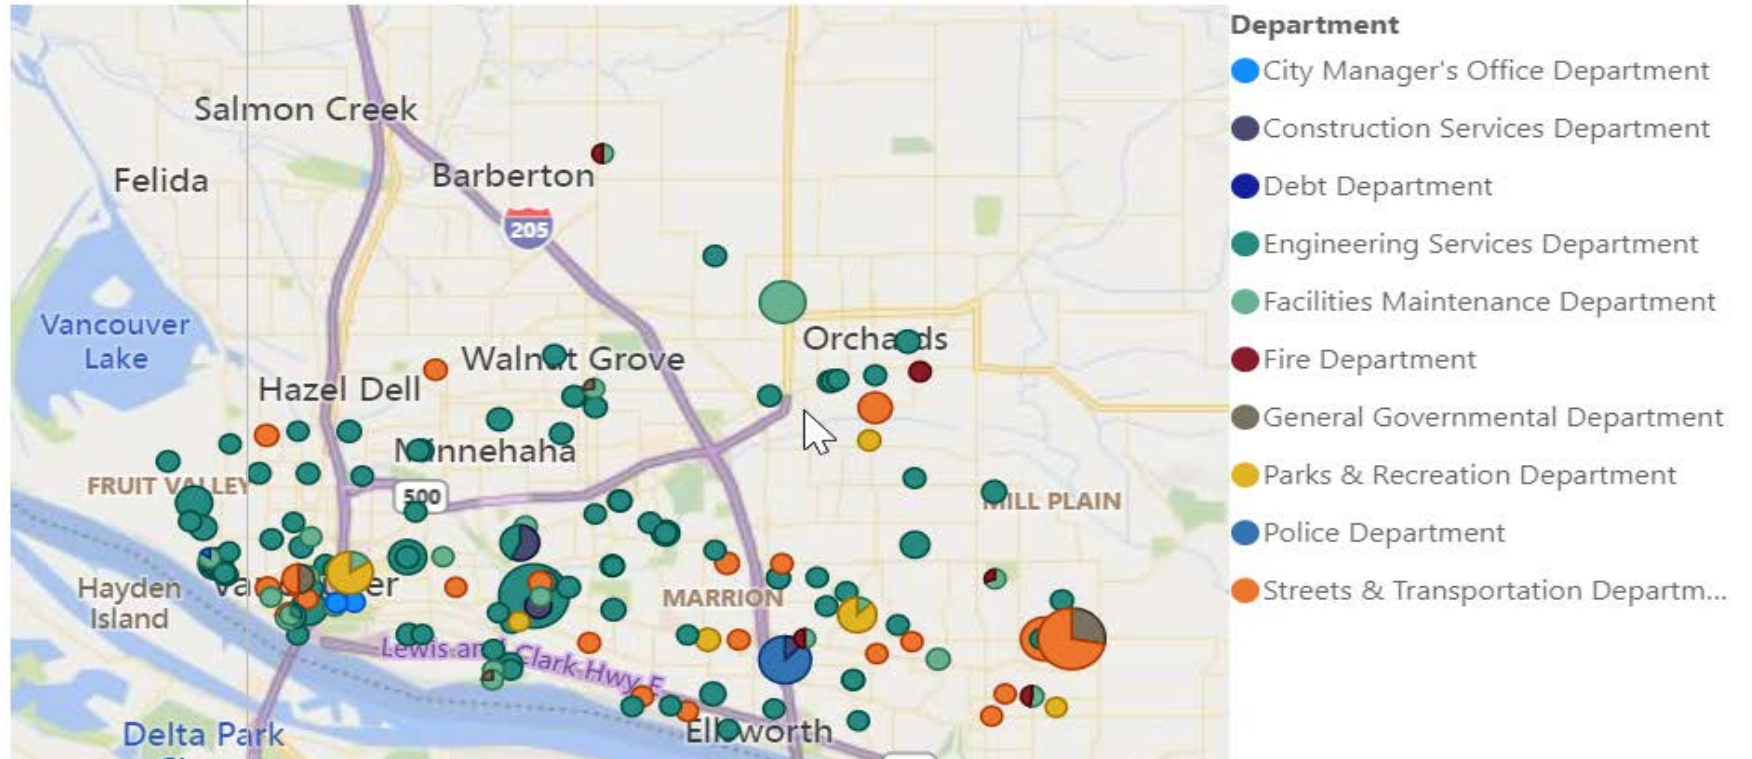 Department
City Manager's Office Department
Construction Services Department
Debt Department
Engineering Services Department
Facilities Maintenance Department
Fire Department
General Governmental Department
Parks & Recreation Department
Police Department
Streets & Transportation Departm...
Salmon Creek
Felida
Barberton
205
Vancouver
Lake
Orchards
Walnut Grove
Hazel Dell
Minnehaha
FRUIT VALLEY
500
MILL PLAIN
Hayden
Island
Vancouver
MARRION
Lewis and Clark Hwy E
Delta Park
Ellsworth